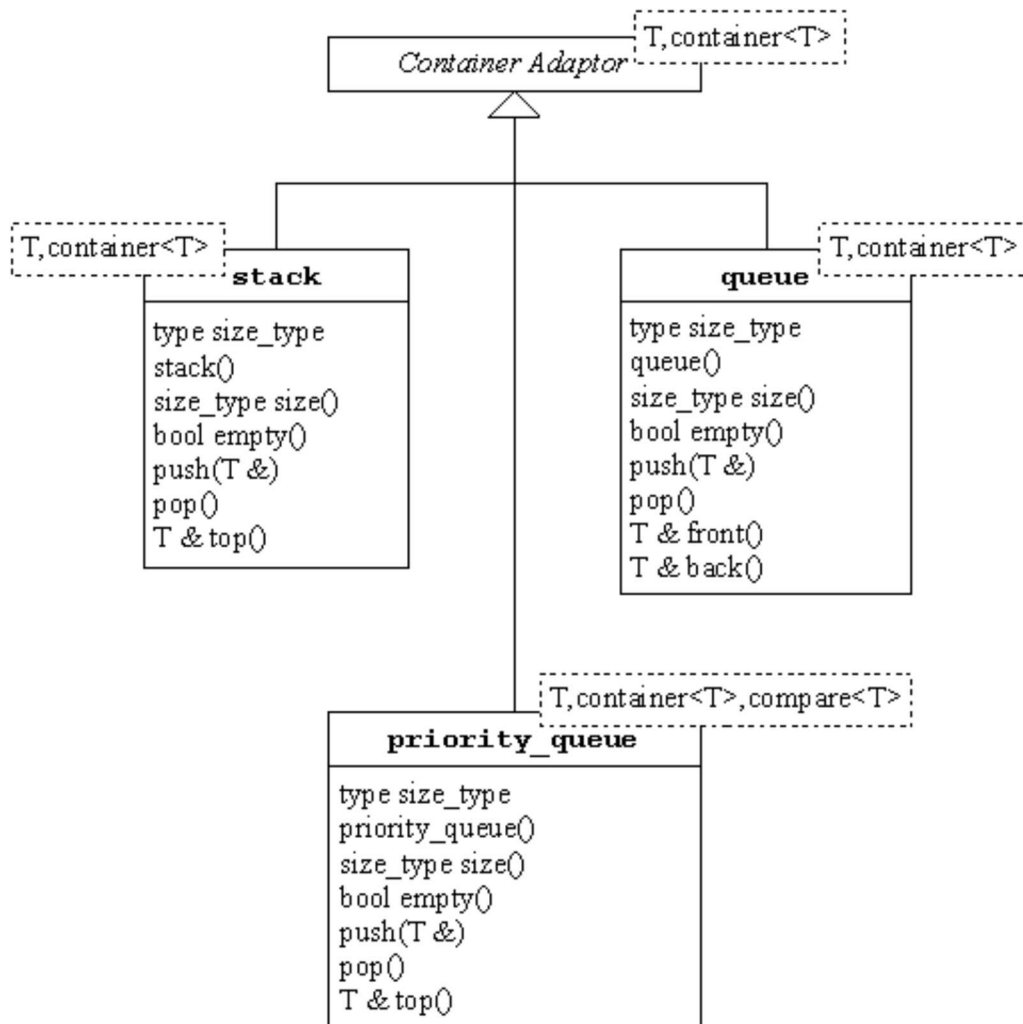 T,container<T>
Container Adaptor
T,container<T>
stack
type size_type
stack()
size_type size()
bool empty()
push(T &)
pop()
T & top()
T,container<T>
queue
type size_type
queue()
size_type size()
bool empty()
push(T &)
pop()
T & front()
T & back()
T,container<T>,compare<T>
priority_queue
type size_type
priority_queue()
size_type size()
bool empty()
push(T &)
pop()
T & top()